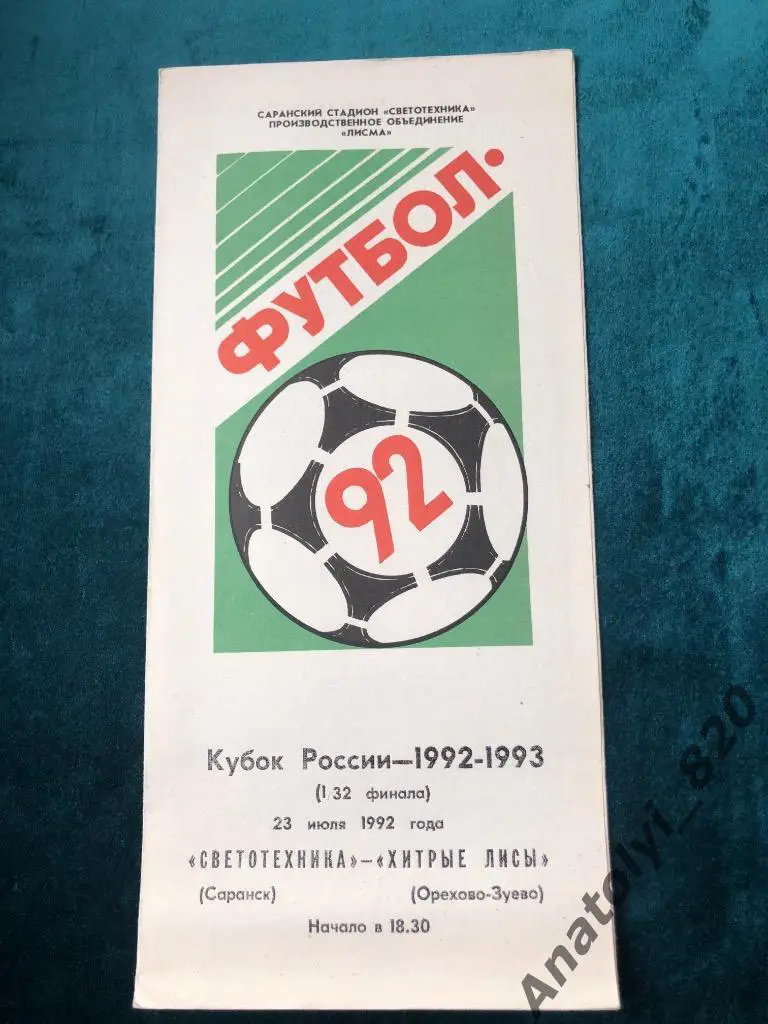 САРАНСКИЙ СТАДИОН «СВЕТОТЕХНИКА»
ПРОИЗВОДСТВЕННОЕ ОБЪЕДИНЕНИЕ
«ЛИСМА»
ФУТБОЛ·
92
Кубок России—1992-1993
(1/32 финала)
23 июля 1992 года
«СВЕТОТЕХНИКА»—«ХИТРЫЕ ЛИСЫ»
(Саранск) (Орехово-Зуево)
Начало в 18.30
Anatolyi_820